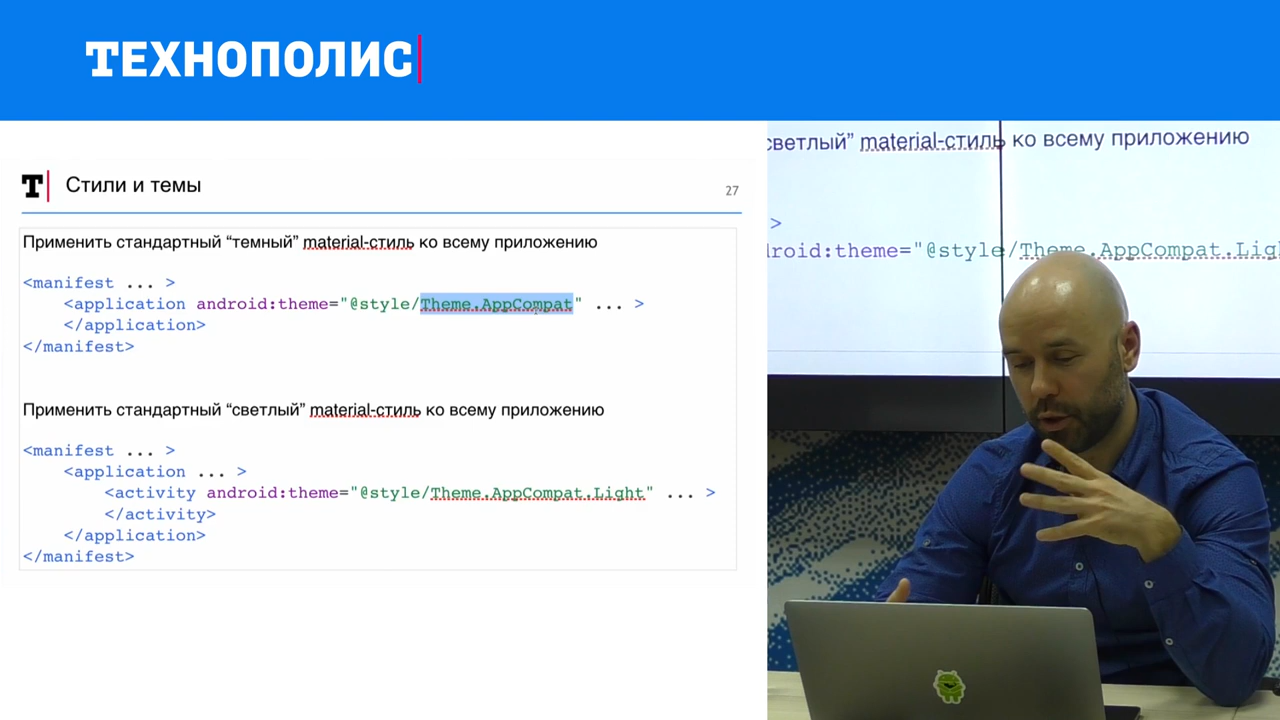 ТЕХНОПОЛИС
Т Стили и темы
27
Применить стандартный “темный” material-стиль ко всему приложению
<manifest ... >
<application android:theme="@style/Theme.AppCompat" ... >
</application>
</manifest>
Применить стандартный “светлый” material-стиль ко всему приложению
<manifest ... >
<application ... >
<activity android:theme="@style/Theme.AppCompat.Light" ... >
</activity>
</application>
</manifest>
светлый” material-стиль ко всему приложению
>
droid:theme="@style/Theme.AppCompat.Ligh